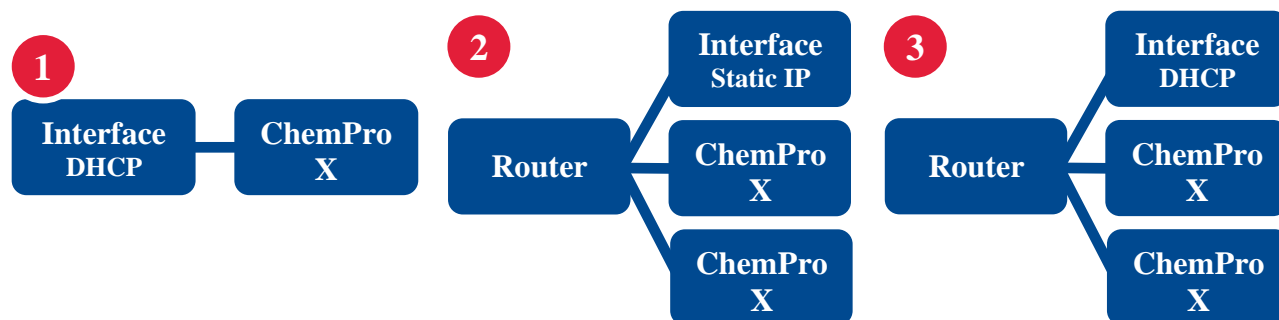 1
Interface
DHCP
ChemPro
X
2
Router
Interface
Static IP
ChemPro
X
ChemPro
X
3
Router
Interface
DHCP
ChemPro
X
ChemPro
X